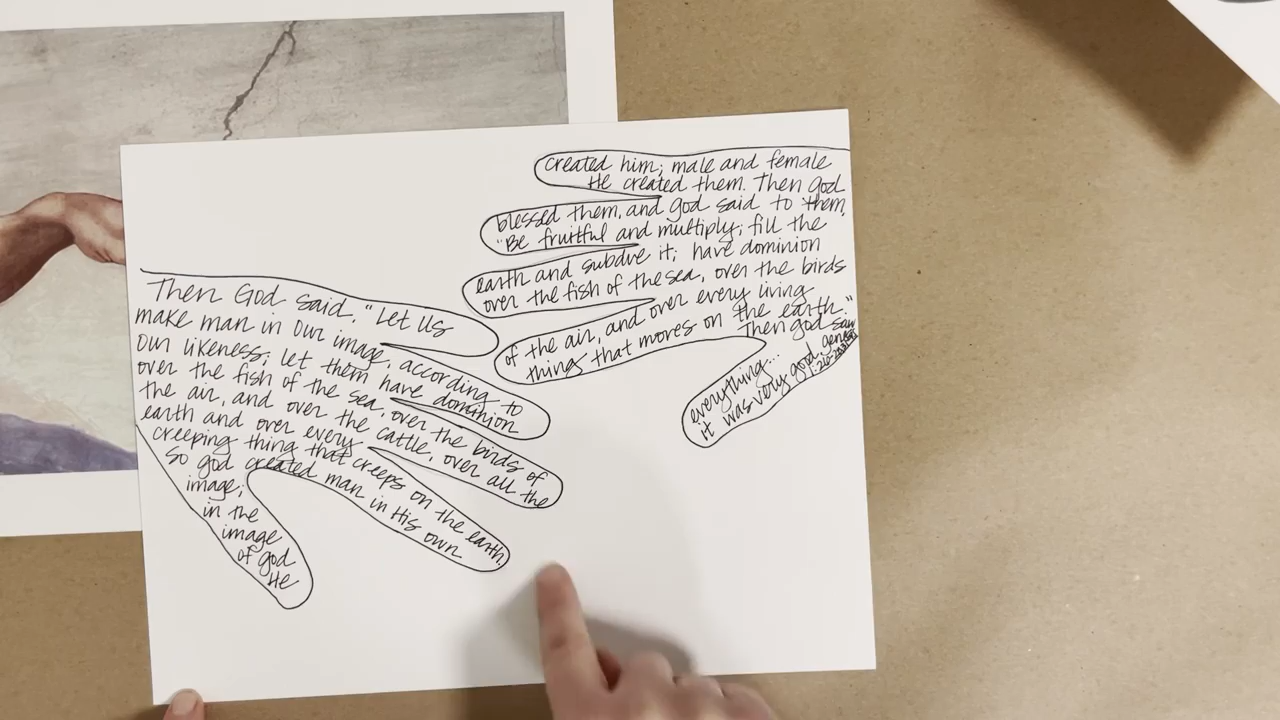 Then God said, "Let Us
make man in Our image, according to
Our likeness; let them have dominion
over the fish of the sea, over the birds of
the air, and over the cattle, over all the
earth and over every
creeping thing that creeps on the earth.
So god created man in His own
image;
in the
image
of god
He
created him; male and female
He created them. Then God
blessed them, and god said to them,
"Be fruitful and multiply; fill the
earth and subdue it; have dominion
over the fish of the sea, over the birds
of the air, and over every living
thing that moves on the earth."
Then god saw
everything...
it was very good. genesis